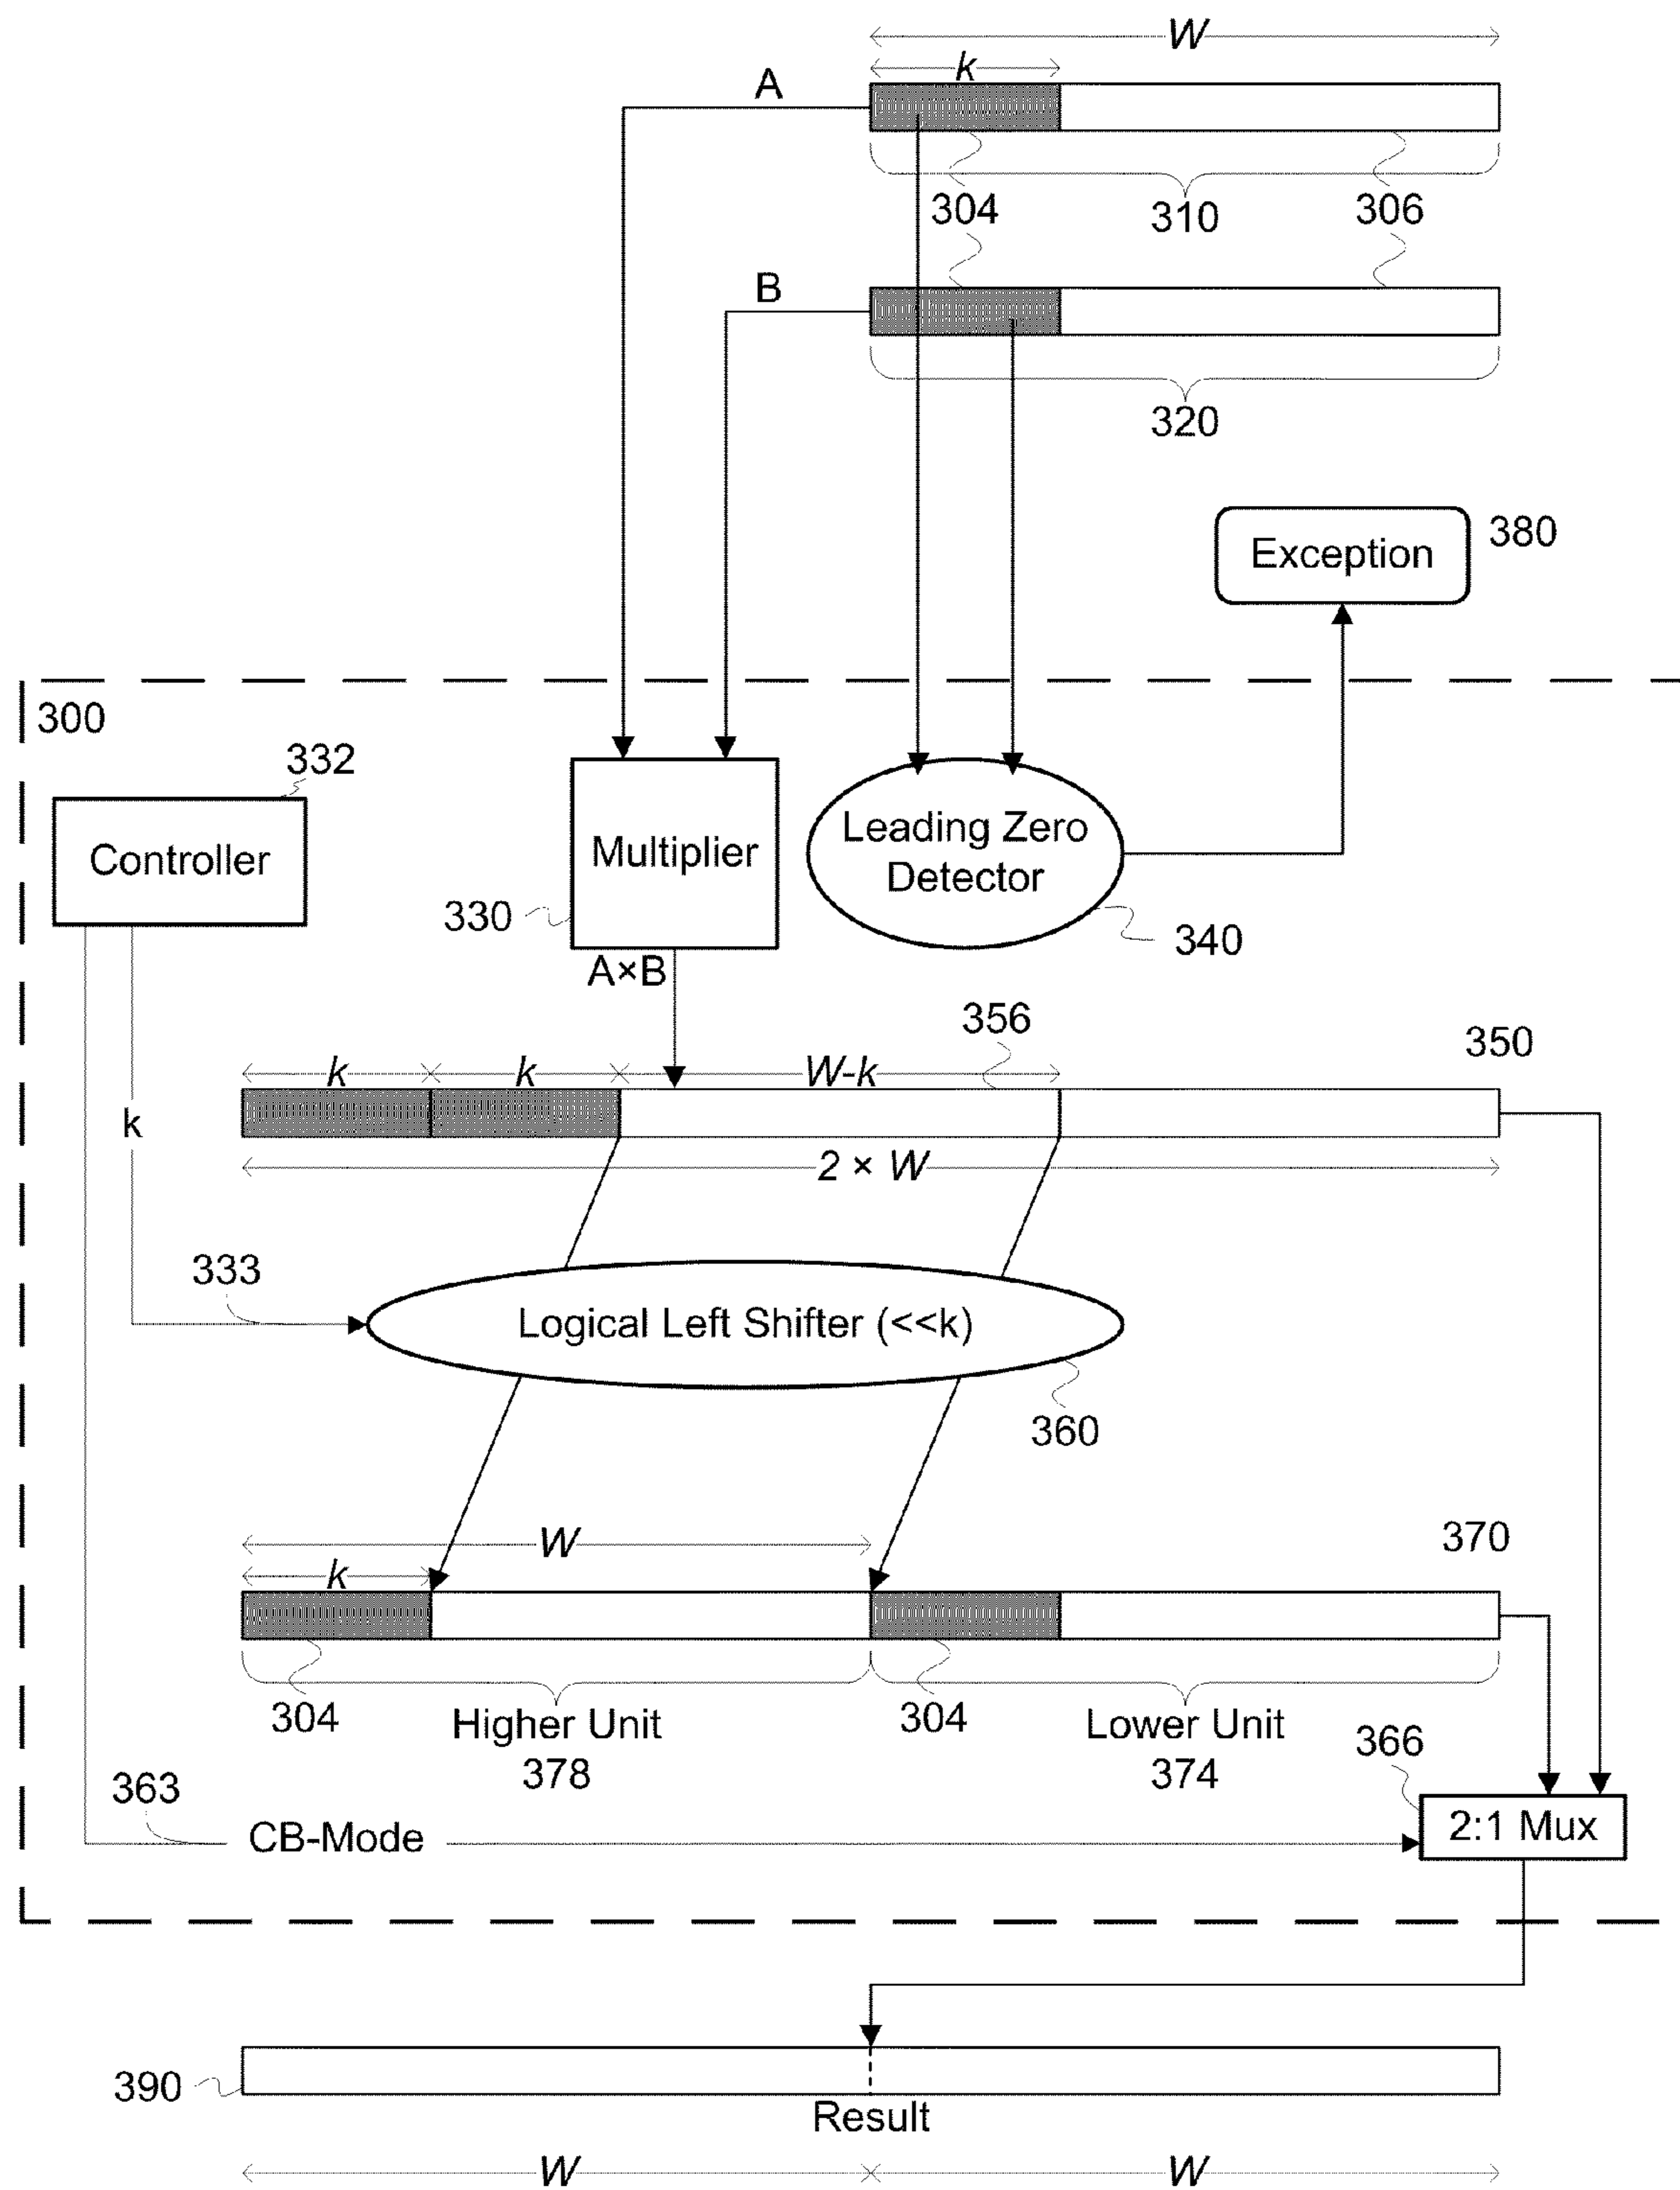 W
k
A
304
310
306
B
320
Exception
380
300
332
Controller
Multiplier
330
Leading Zero
Detector
340
A×B
356
350
k
k
W-k
k
2 × W
333
Logical Left Shifter (<<k)
360
W
370
k
304
Higher Unit
378
304
Lower Unit
374
366
363
CB-Mode
2:1 Mux
390
Result
W
W